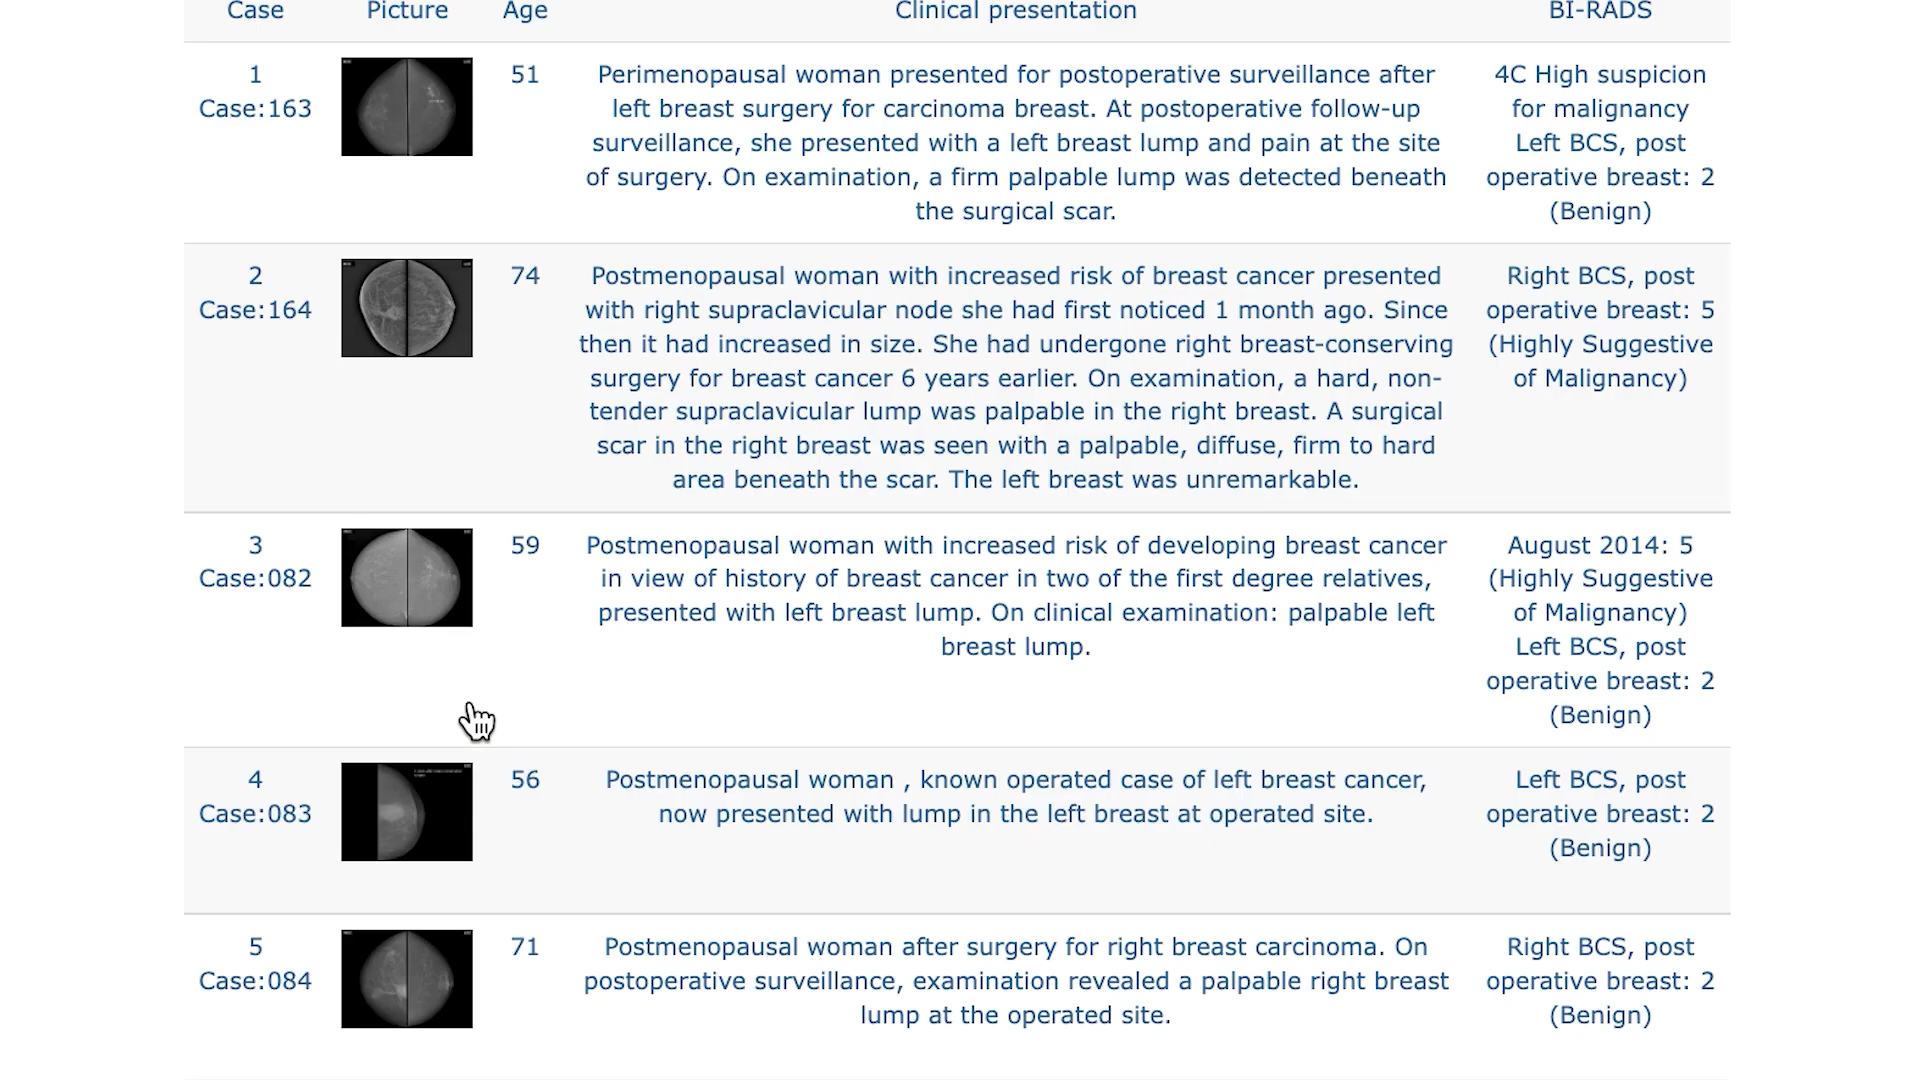 Case Picture Age Clinical presentation BI-RADS
1
Case:163
51
Perimenopausal woman presented for postoperative surveillance after
left breast surgery for carcinoma breast. At postoperative follow-up
surveillance, she presented with a left breast lump and pain at the site
of surgery. On examination, a firm palpable lump was detected beneath
the surgical scar.
4C High suspicion
for malignancy
Left BCS, post
operative breast: 2
(Benign)
2
Case:164
74
Postmenopausal woman with increased risk of breast cancer presented
with right supraclavicular node she had first noticed 1 month ago. Since
then it had increased in size. She had undergone right breast-conserving
surgery for breast cancer 6 years earlier. On examination, a hard, non-
tender supraclavicular lump was palpable in the right breast. A surgical
scar in the right breast was seen with a palpable, diffuse, firm to hard
area beneath the scar. The left breast was unremarkable.
Right BCS, post
operative breast: 5
(Highly Suggestive
of Malignancy)
3
Case:082
59
Postmenopausal woman with increased risk of developing breast cancer
in view of history of breast cancer in two of the first degree relatives,
presented with left breast lump. On clinical examination: palpable left
breast lump.
August 2014: 5
(Highly Suggestive
of Malignancy)
Left BCS, post
operative breast: 2
(Benign)
4
Case:083
56
Postmenopausal woman , known operated case of left breast cancer,
now presented with lump in the left breast at operated site.
Left BCS, post
operative breast: 2
(Benign)
5
Case:084
71
Postmenopausal woman after surgery for right breast carcinoma. On
postoperative surveillance, examination revealed a palpable right breast
lump at the operated site.
Right BCS, post
operative breast: 2
(Benign)